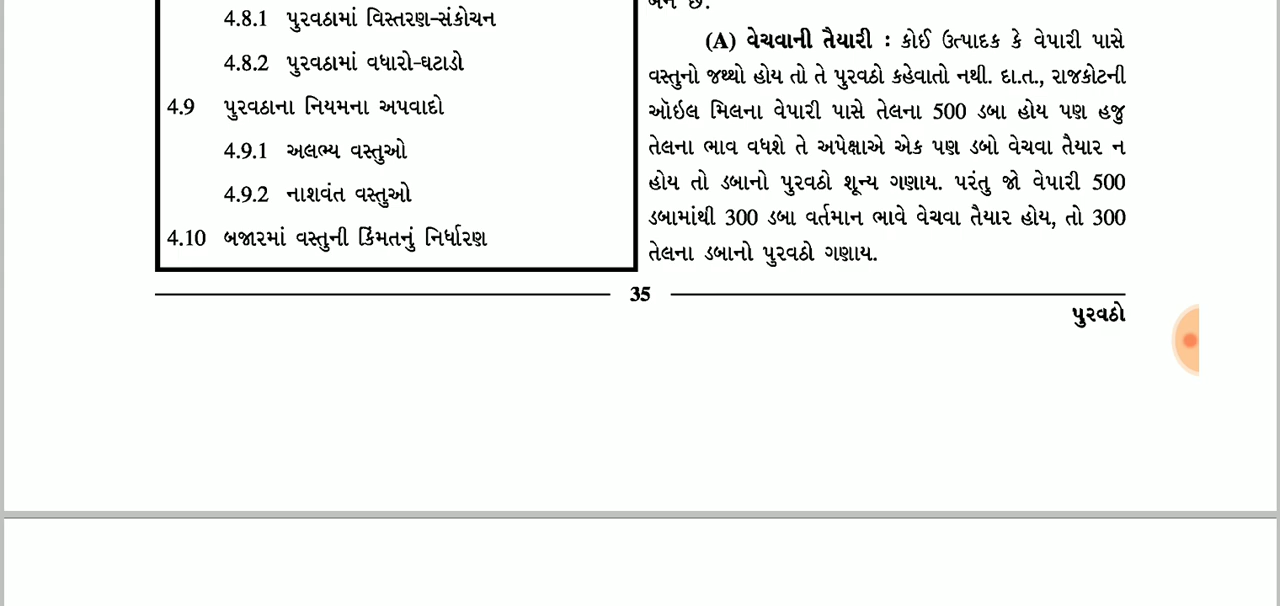 4.8.1 પુરવઠામાં વિસ્તરણ-સંકોચન
4.8.2 પુરવઠામાં વધારો-ઘટાડો
4.9 પુરવઠાના નિયમના અપવાદો
4.9.1 અલભ્ય વસ્તુઓ
4.9.2 નાશવંત વસ્તુઓ
4.10 બજારમાં વસ્તુની કિંમતનું નિર્ધારણ
(A) વેચવાની તૈયારી : કોઈ ઉત્પાદક કે વેપારી પાસે
વસ્તુનો જથ્થો હોય તો તે પુરવઠો કહેવાતો નથી. દા.ત., રાજકોટની
ઑઇલ મિલના વેપારી પાસે તેલના 500 ડબા હોય પણ હજુ
તેલના ભાવ વધશે તે અપેક્ષાએ એક પણ ડબો વેચવા તૈયાર ન
હોય તો ડબાનો પુરવઠો શૂન્ય ગણાય. પરંતુ જો વેપારી 500
ડબામાંથી 300 ડબા વર્તમાન ભાવે વેચવા તૈયાર હોય, તો 300
તેલના ડબાનો પુરવઠો ગણાય.
35
પુરવઠો